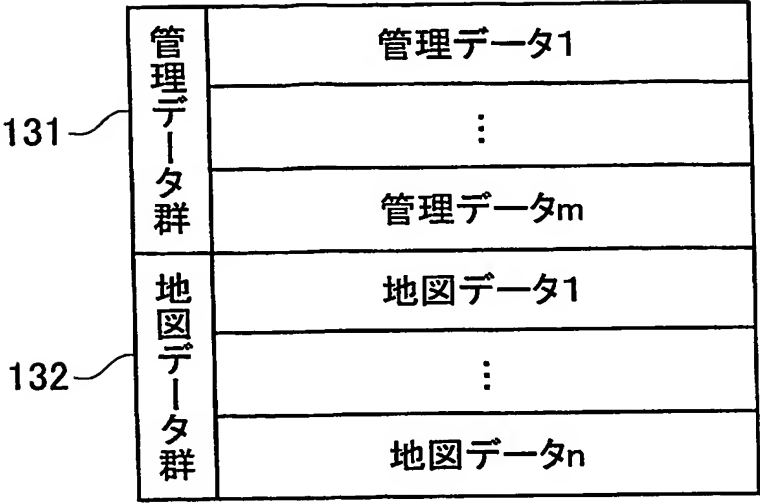 131
管理データ群
管理データ1
⋮
管理データm
132
地図データ群
地図データ1
⋮
地図データn